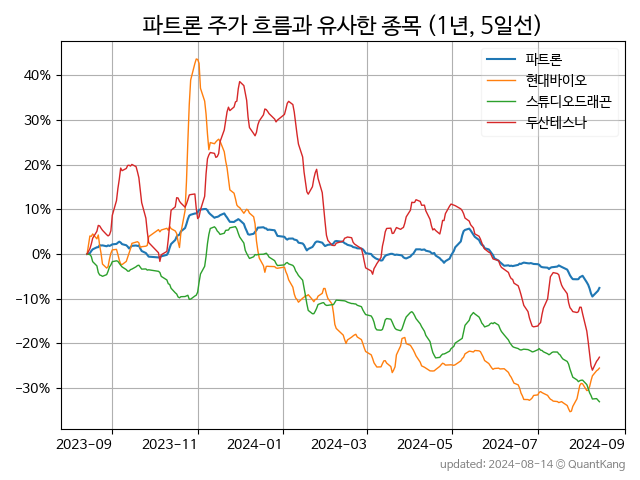 파트론 주가 흐름과 유사한 종목 (1년, 5일선)
파트론
현대바이오
스튜디오드래곤
두산테스나
40%
30%
20%
10%
0%
−10%
−20%
−30%
2023-09 2023-11 2024-01 2024-03 2024-05 2024-07 2024-09
updated: 2024-08-14 © QuantKang